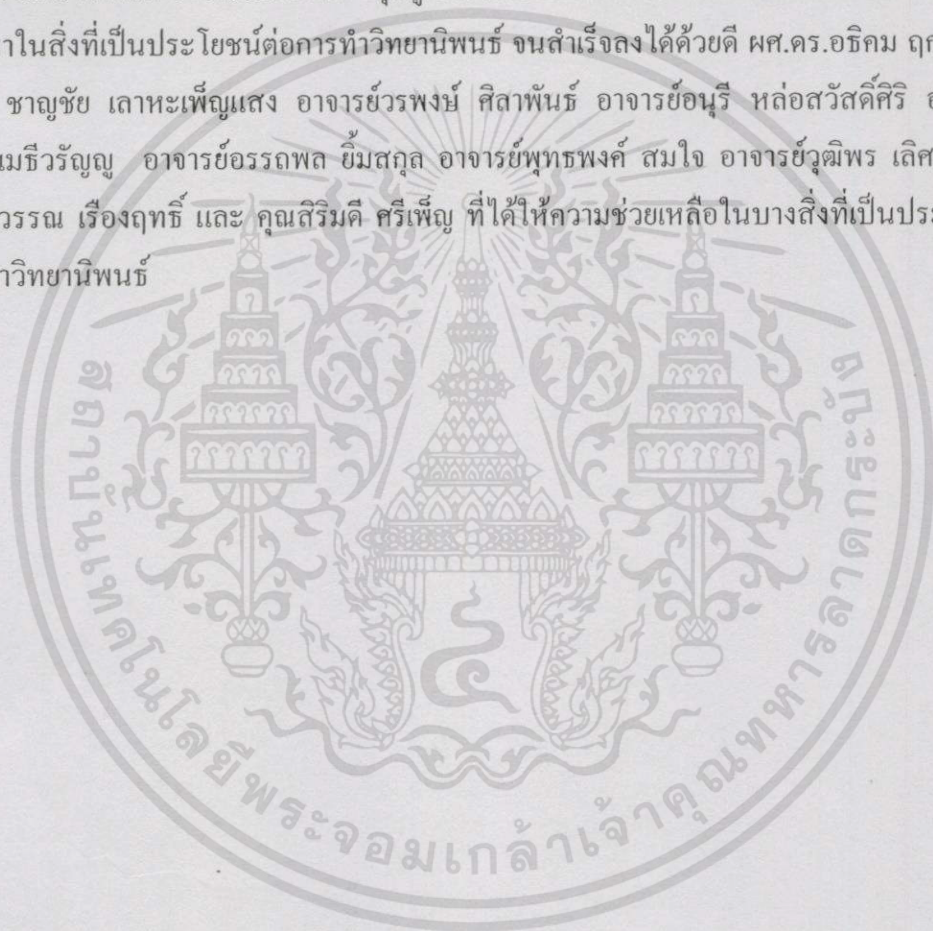 าในสิ่งที่เป็นประโยชน์ต่อการทำวิทยานิพนธ์ จนสำเร็จลงได้ด้วยดี ผศ.ดร.อธิคม
ชาญชัย เลาหะเพ็ญแสง อาจารย์วรพงษ์ ศิลาพันธ์ อาจารย์อนุรี หล่อสวัสดิ์ศิริ
เมธีวรัญญู อาจารย์อรรถพล ยิ้มสกุล อาจารย์พุทธพงศ์ สมใจ อาจารย์วุฒิพร เลิศ
วรรณ เรืองฤทธิ์ และ คุณสิริมดี ศรีเพ็ญ ที่ได้ให้ความช่วยเหลือในบางสิ่งที่เป็นประ
าวิทยานิพนธ์
สถาบันเทคโนโลยีพระจอมเกล้าเจ้าคุณทหารลาดกระบัง
๔